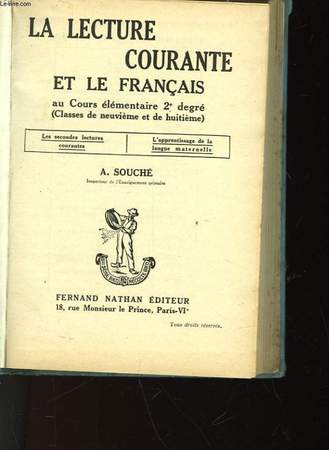 LA LECTURE
COURANTE
ET LE FRANÇAIS
au Cours élémentaire 2e degré
(Classes de neuvième et de huitième)
Les secondes lectures
courantes
L'apprentissage de la
langue maternelle
A. SOUCHÉ
Inspecteur de l'Enseignement primaire
FERNAND NATHAN ÉDITEUR
18, rue Monsieur le Prince, Paris-VIe
Tous droits réservés.